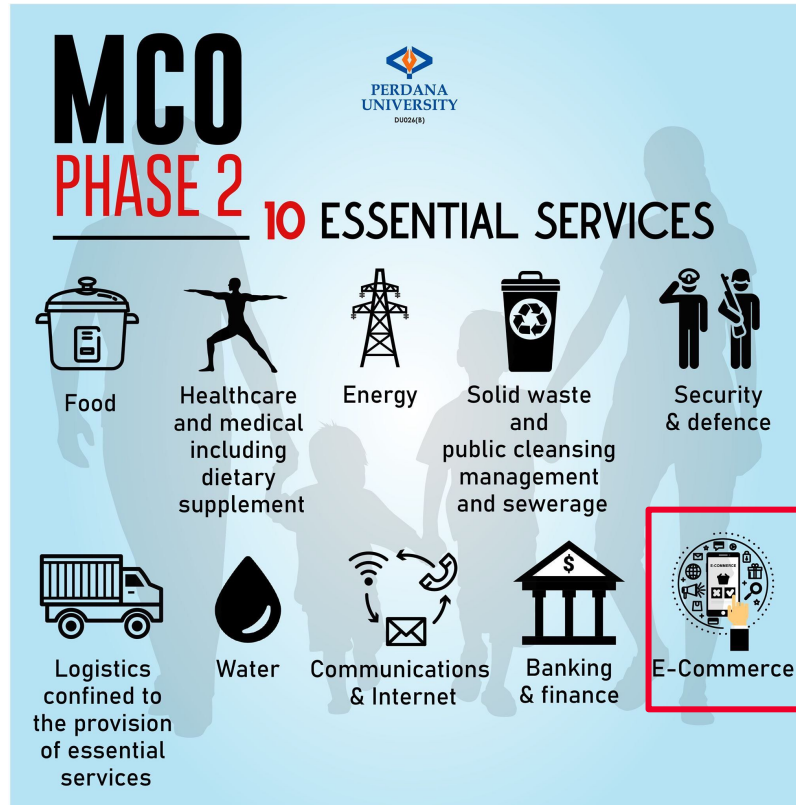 MCO
PHASE 2
PERDANA
UNIVERSITY
DU026(B)
10 ESSENTIAL SERVICES
Food
Healthcare
and medical
including
dietary
supplement
Energy
Solid waste
and
public cleansing
management
and sewerage
Security
& defence
Logistics
confined to
the provision
of essential
services
Water
Communications
& Internet
$
Banking
& finance
E-COMMERCE
E-Commerce